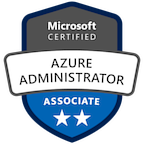 Microsoft
CERTIFIED
AZURE
ADMINISTRATOR
ASSOCIATE